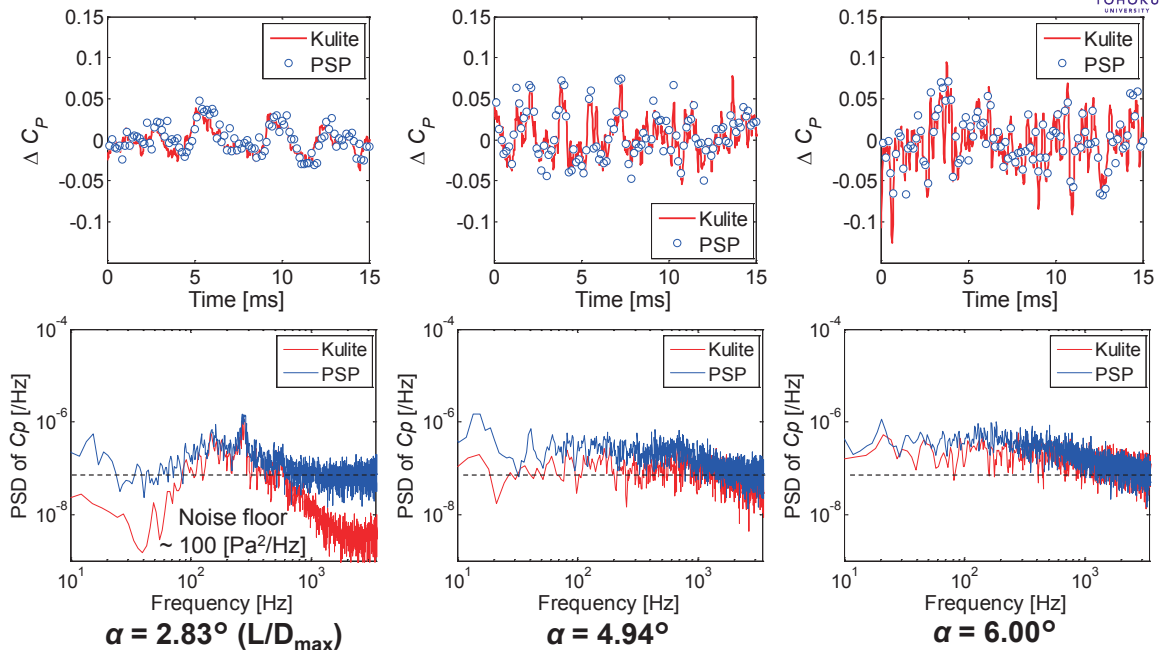 TOHOKU
UNIVERSITY
0.15
0.1
0.05
0
-0.05
-0.1
Δ C_P
Kulite
PSP
0 5 10 15
Time [ms]
0.15
0.1
0.05
0
-0.05
-0.1
Δ C_P
Kulite
PSP
0 5 10 15
Time [ms]
0.15
0.1
0.05
0
-0.05
-0.1
Δ C_P
Kulite
PSP
0 5 10 15
Time [ms]
10^-4
10^-6
10^-8
PSD of Cp [/Hz]
Kulite
PSP
Noise floor
~ 100 [Pa²/Hz]
10^1 10^2 10^3
Frequency [Hz]
α = 2.83° (L/D_max)
10^-4
10^-6
10^-8
PSD of Cp [/Hz]
Kulite
PSP
10^1 10^2 10^3
Frequency [Hz]
α = 4.94°
10^-4
10^-6
10^-8
PSD of Cp [/Hz]
Kulite
PSP
10^1 10^2 10^3
Frequency [Hz]
α = 6.00°